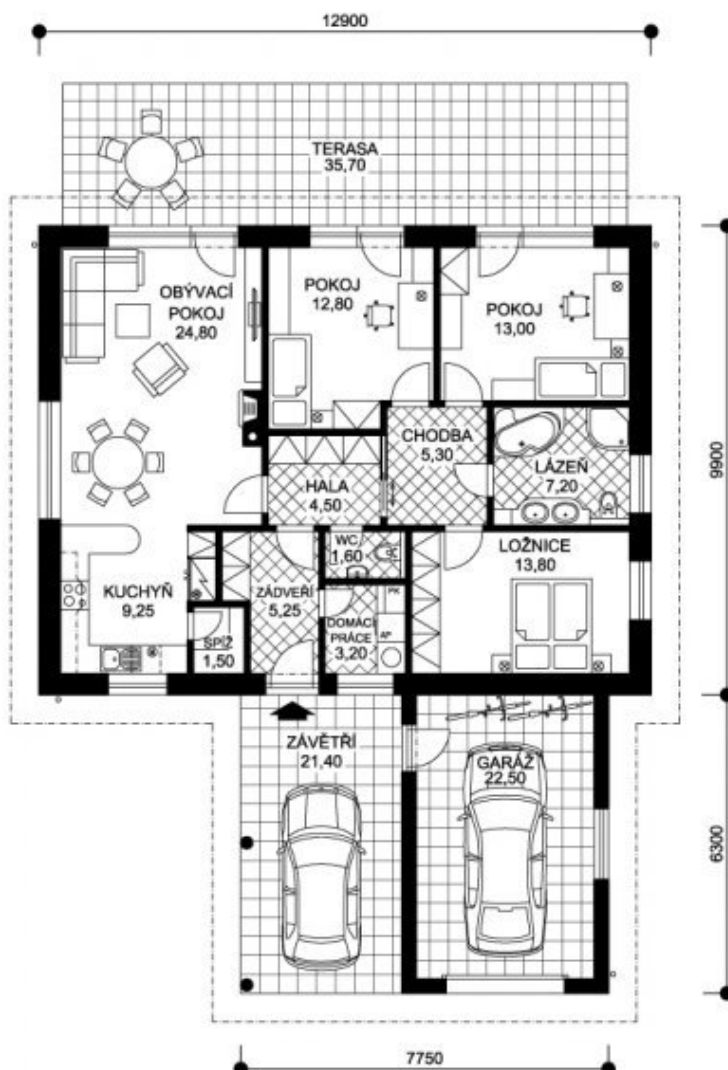 12900
TERASA
35,70
OBÝVACÍ
POKOJ
24,80
POKOJ
12,80
POKOJ
13,00
CHODBA
5,30
LÁZEŇ
7,20
HALA
4,50
WC
1,60
LOŽNICE
13,80
KUCHYŇ
9,25
ZÁDVEŘÍ
5,25
SPÍŽ
1,50
DOMÁCÍ
PRÁCE
3,20
PK
AP
9900
ZÁVĚTŘÍ
21,40
GARÁŽ
22,50
6300
7750